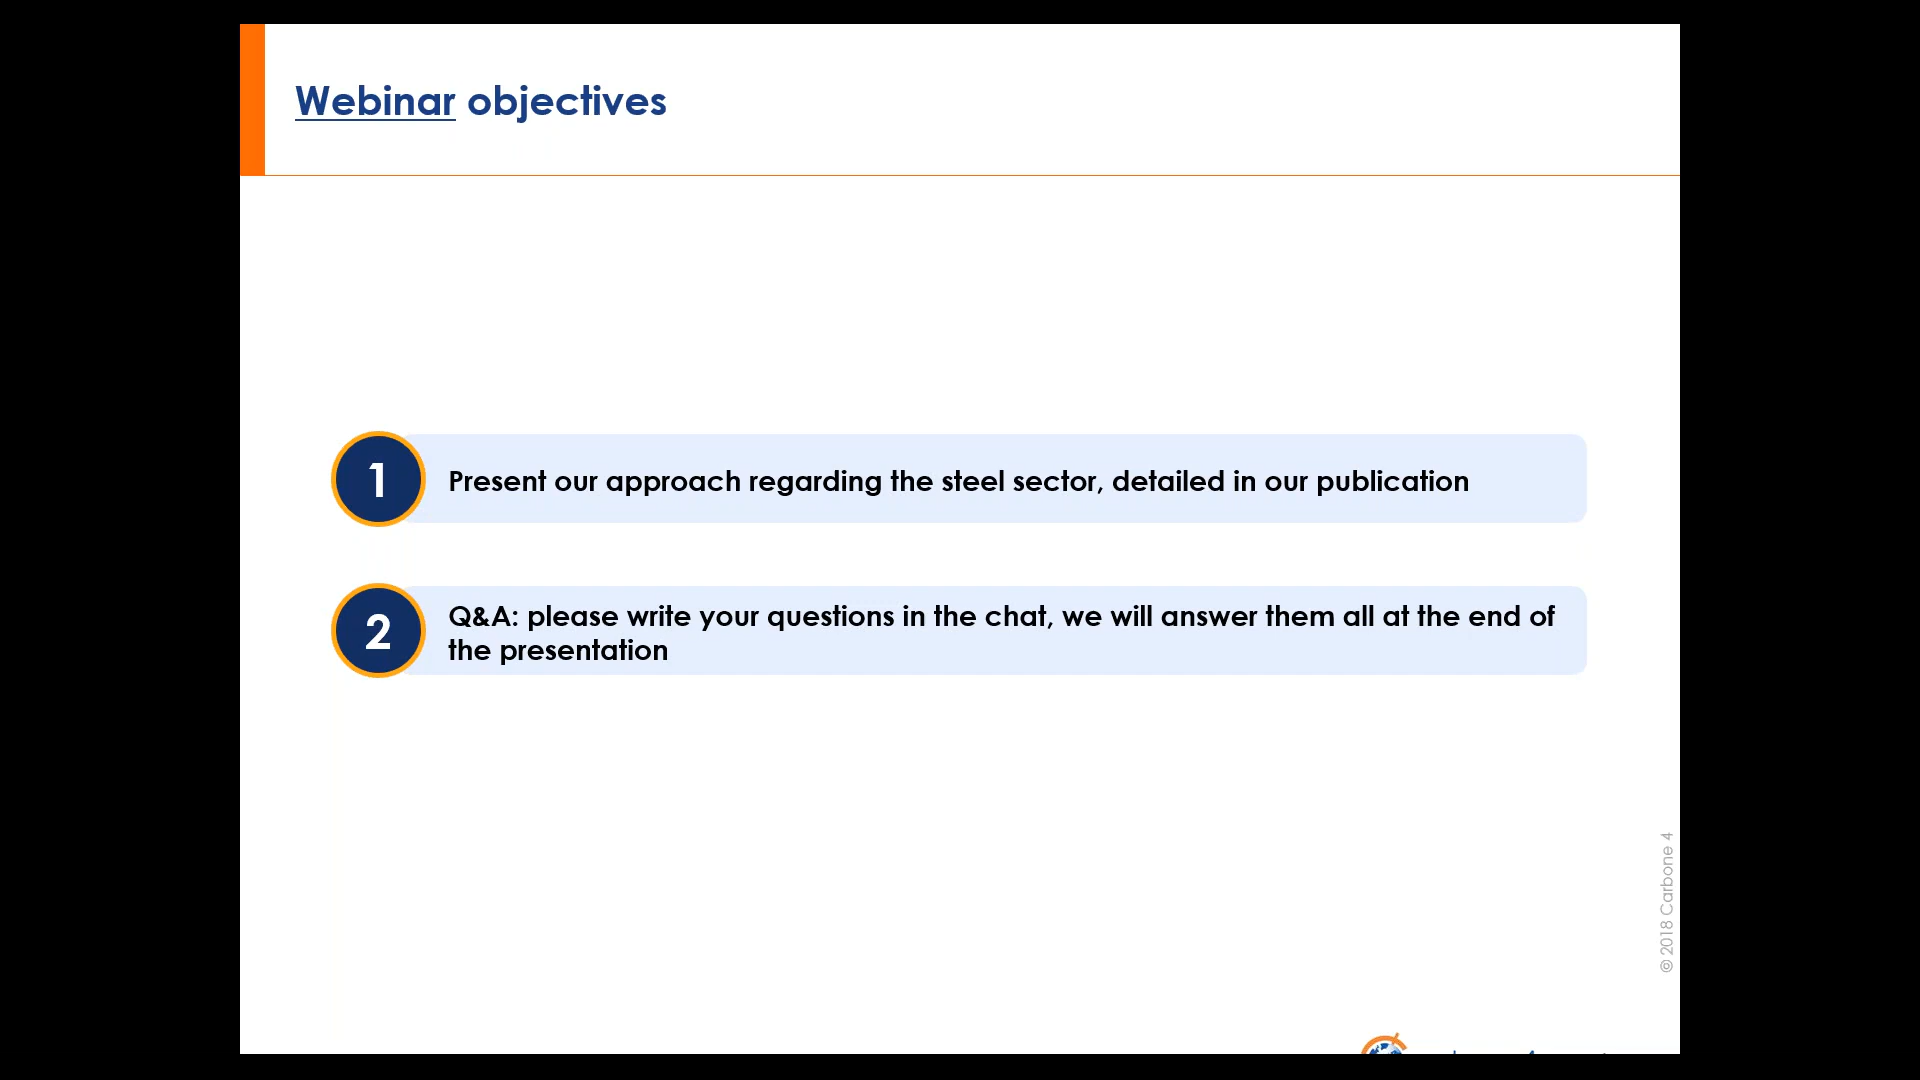 Webinar objectives
1
Present our approach regarding the steel sector, detailed in our publication
2
Q&A: please write your questions in the chat, we will answer them all at the end of
the presentation
© 2018 Carbone 4